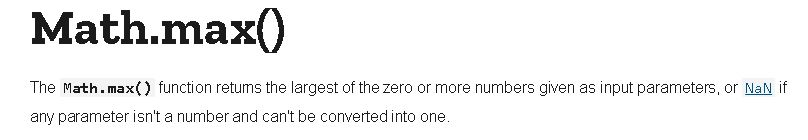 Math.max()
The Math.max() function returns the largest of the zero or more numbers given as input parameters, or NaN if
any parameter isn't a number and can't be converted into one.